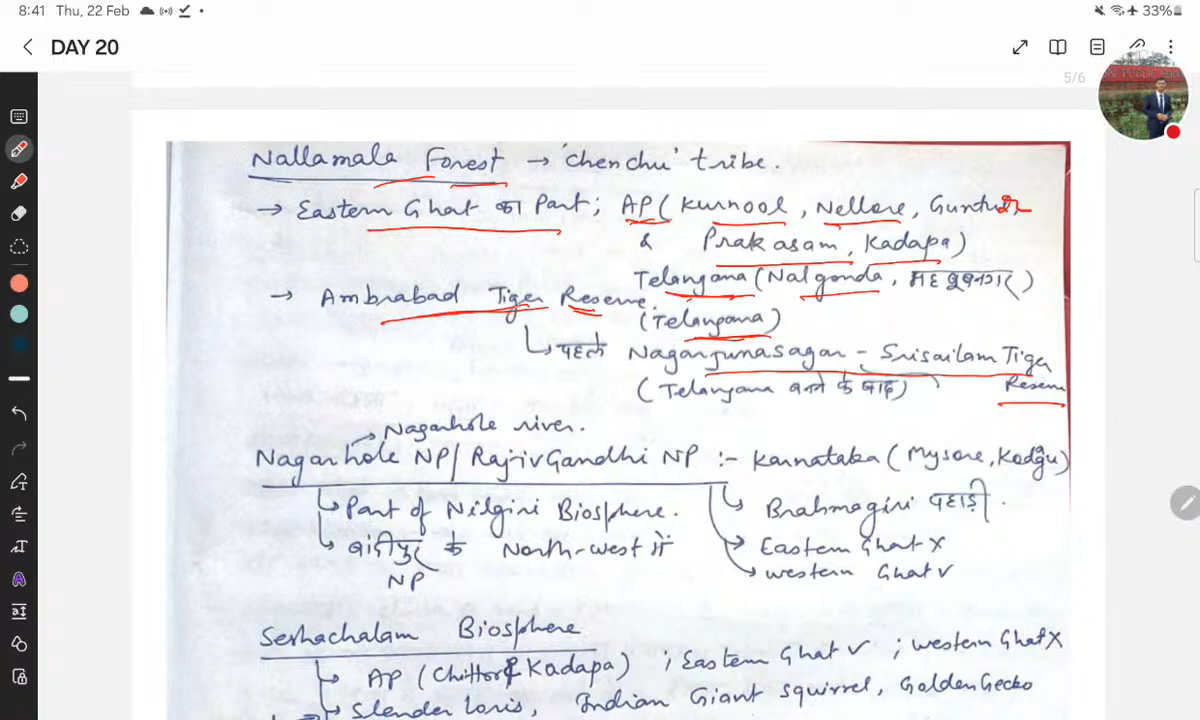 8:41 Thu, 22 Feb
33%
DAY 20
5/6
Nallamala Forest → 'chenchu' tribe.
→ Eastern Ghat का Part; AP (Kurnool, Nellore, Guntur
& Prakasam, Kadapa)
Telangana (Nalgonda, महबूबनगर)
→ Ambrabad Tiger Reserve.
(Telangana)
↳ पहले Nagarjunasagar - Srisailam Tiger
Reserve
(Telangana बनने के बाद)
→ Nagarhole river.
Nagarhole NP/ Rajiv Gandhi NP :- Karnataka (Mysore, Kodgu)
↳ Part of Nilgiri Biosphere.
↳ Brahmagiri पहाड़ी.
↳ बांदीपुर के North-west में
NP
→ Eastern Ghat X
→ western Ghat ✓
Seshachalam Biosphere
↳ AP (Chittor & Kadapa) ; Eastern Ghat ✓ ; western Ghat X
↳ Slender Loris, Indian Giant squirrel, Golden Gecko